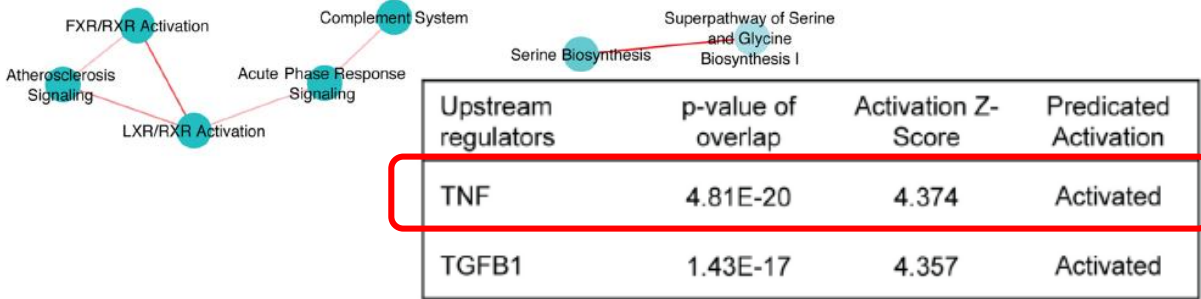 FXR/RXR Activation
Atherosclerosis
Signaling
LXR/RXR Activation
Complement System
Acute Phase Response
Signaling
Serine Biosynthesis
Superpathway of Serine
and Glycine
Biosynthesis I
Upstream regulators p-value of overlap Activation Z-Score Predicated Activation
TNF 4.81E-20 4.374 Activated
TGFB1 1.43E-17 4.357 Activated